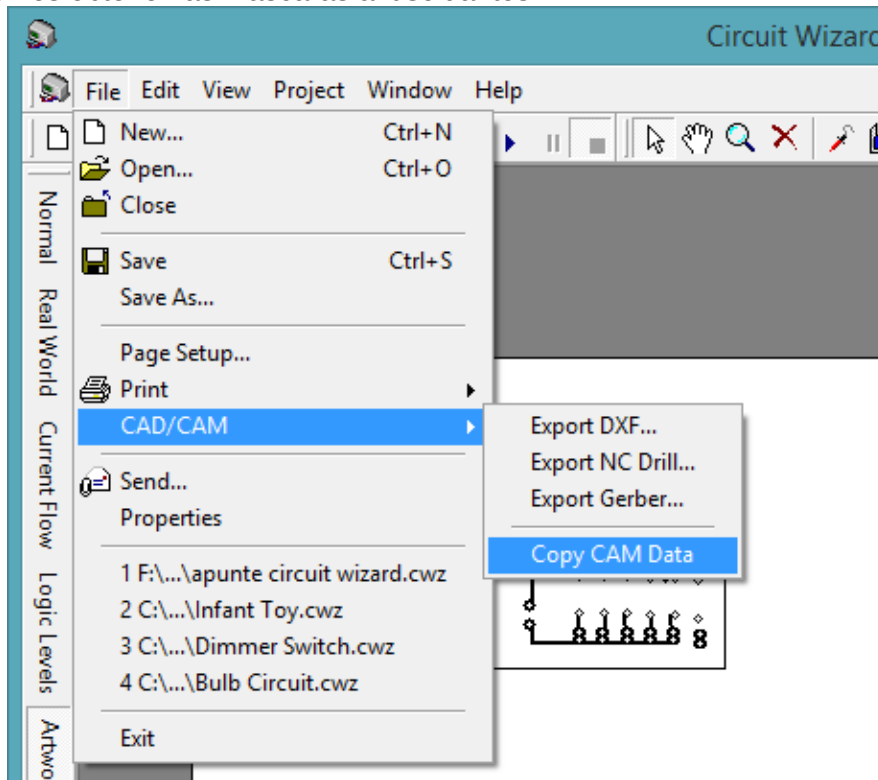 Circuit Wizard
File Edit View Project Window Help
New... Ctrl+N
Open... Ctrl+O
Close
Save Ctrl+S
Save As...
Page Setup...
Print
CAD/CAM
Export DXF...
Export NC Drill...
Export Gerber...
Copy CAM Data
Send...
Properties
1 F:\...\apunte circuit wizard.cwz
2 C:\...\Infant Toy.cwz
3 C:\...\Dimmer Switch.cwz
4 C:\...\Bulb Circuit.cwz
Exit
Normal
Real World
Current Flow
Logic Levels
Artwo